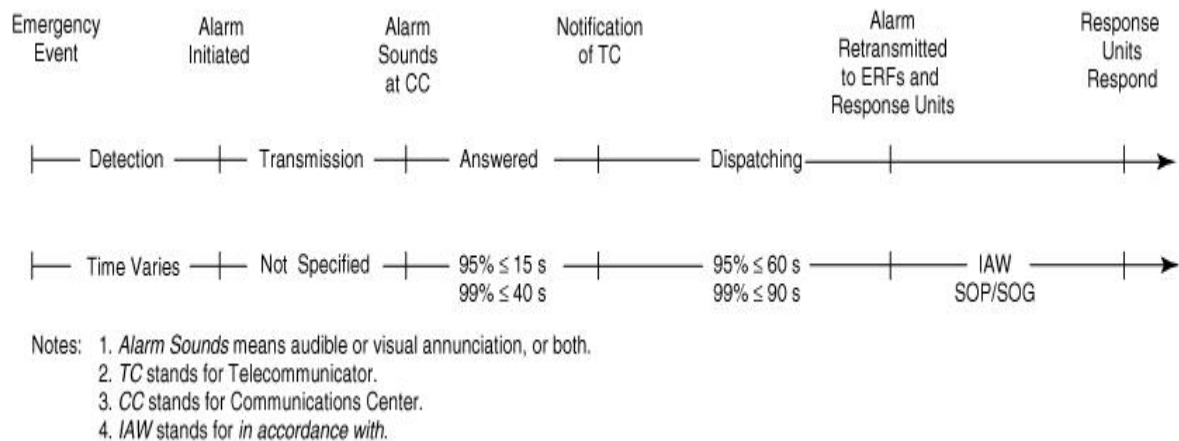 Emergency Event
Alarm Initiated
Alarm Sounds at CC
Notification of TC
Alarm Retransmitted to ERFs and Response Units
Response Units Respond
Detection
Transmission
Answered
Dispatching
Time Varies
Not Specified
95% ≤ 15 s
99% ≤ 40 s
95% ≤ 60 s
99% ≤ 90 s
IAW
SOP/SOG
Notes: 1. Alarm Sounds means audible or visual annunciation, or both.
2. TC stands for Telecommunicator.
3. CC stands for Communications Center.
4. IAW stands for in accordance with.